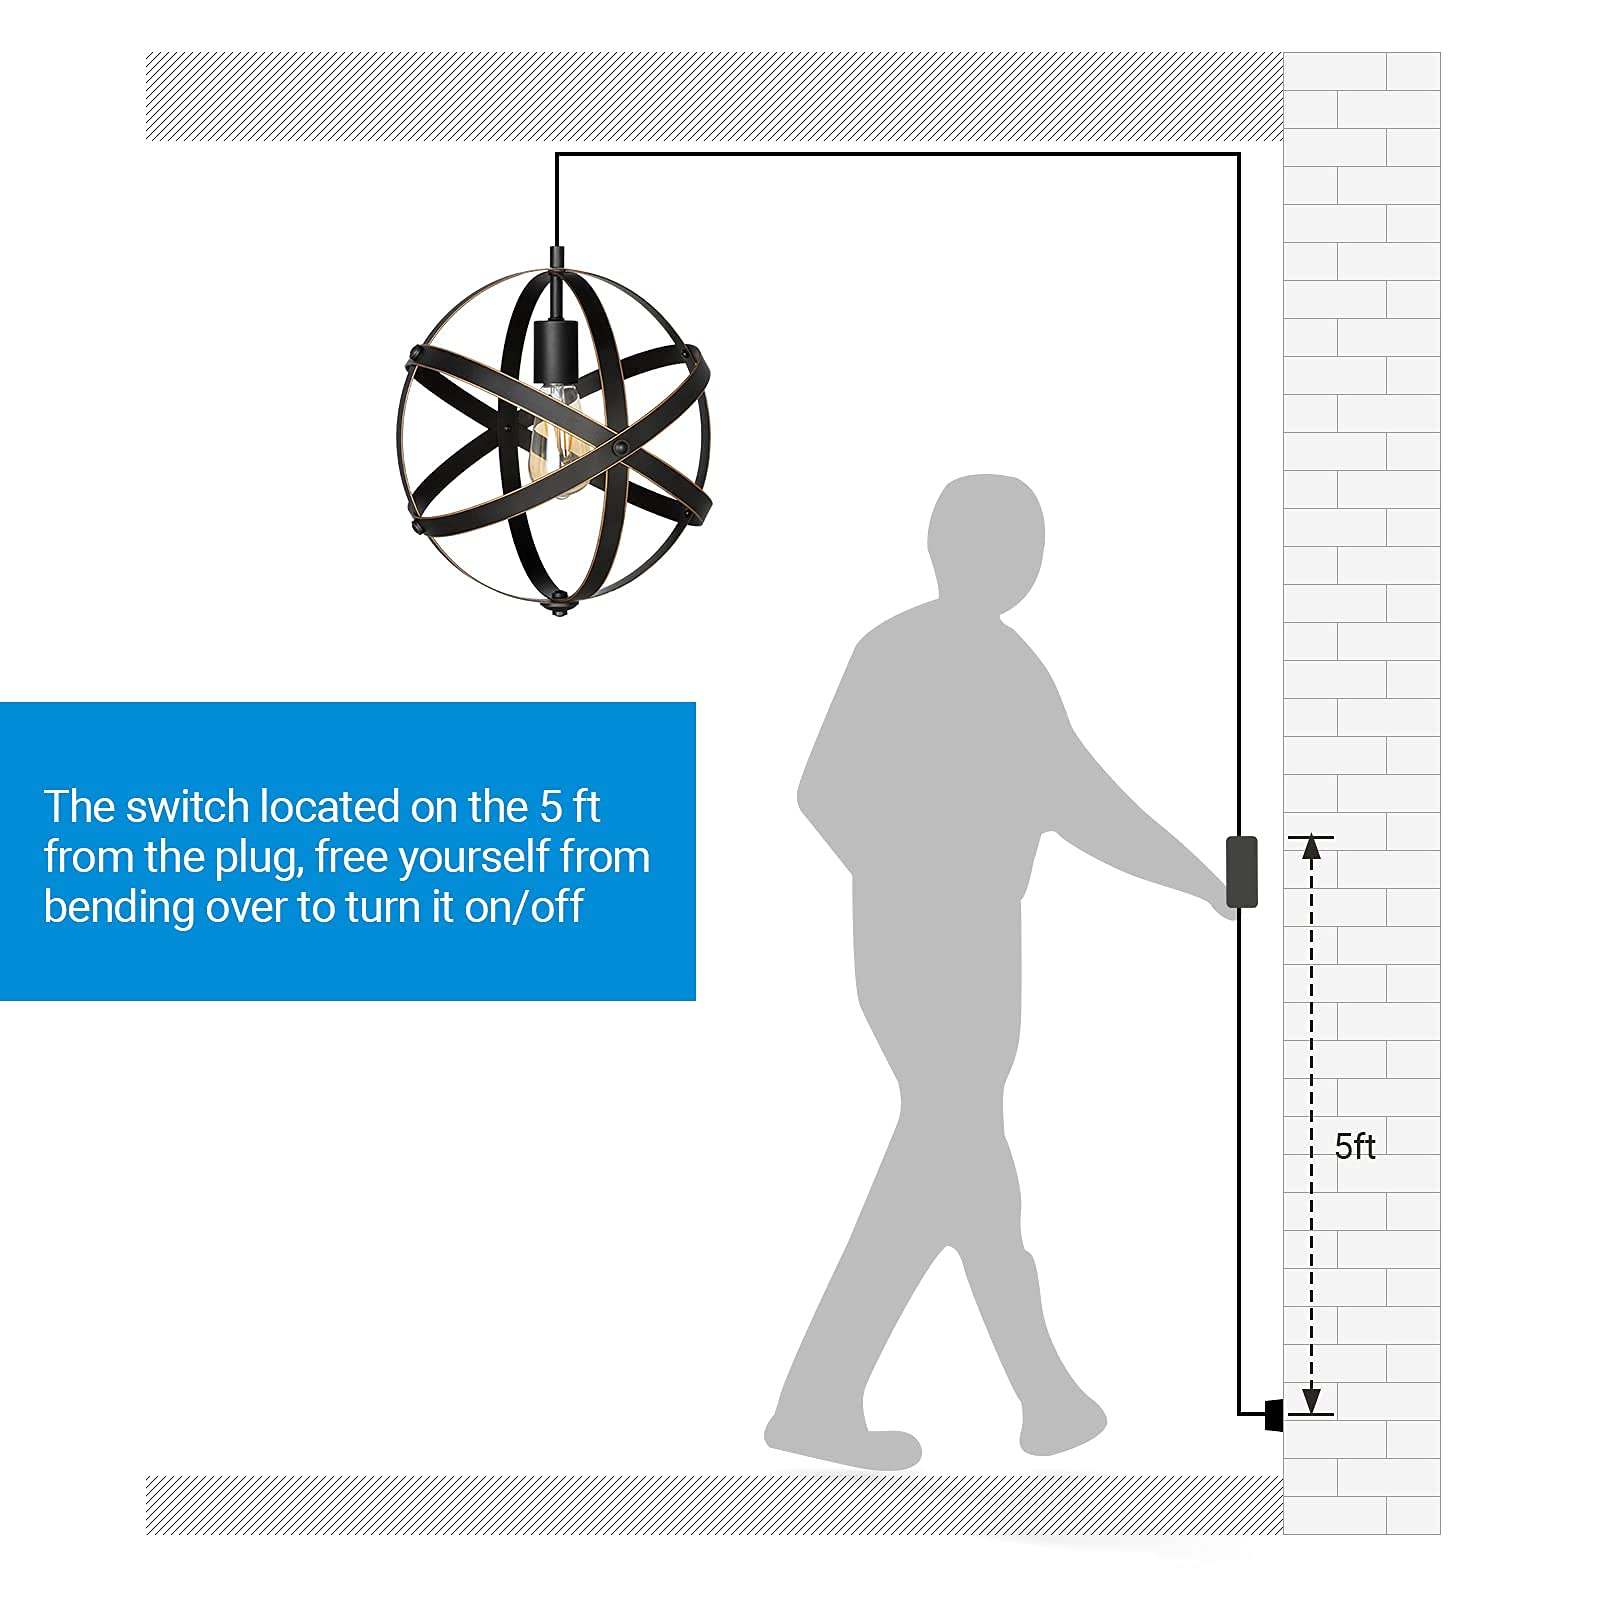 The switch located on the 5 ft
from the plug, free yourself from
bending over to turn it on/off
5ft